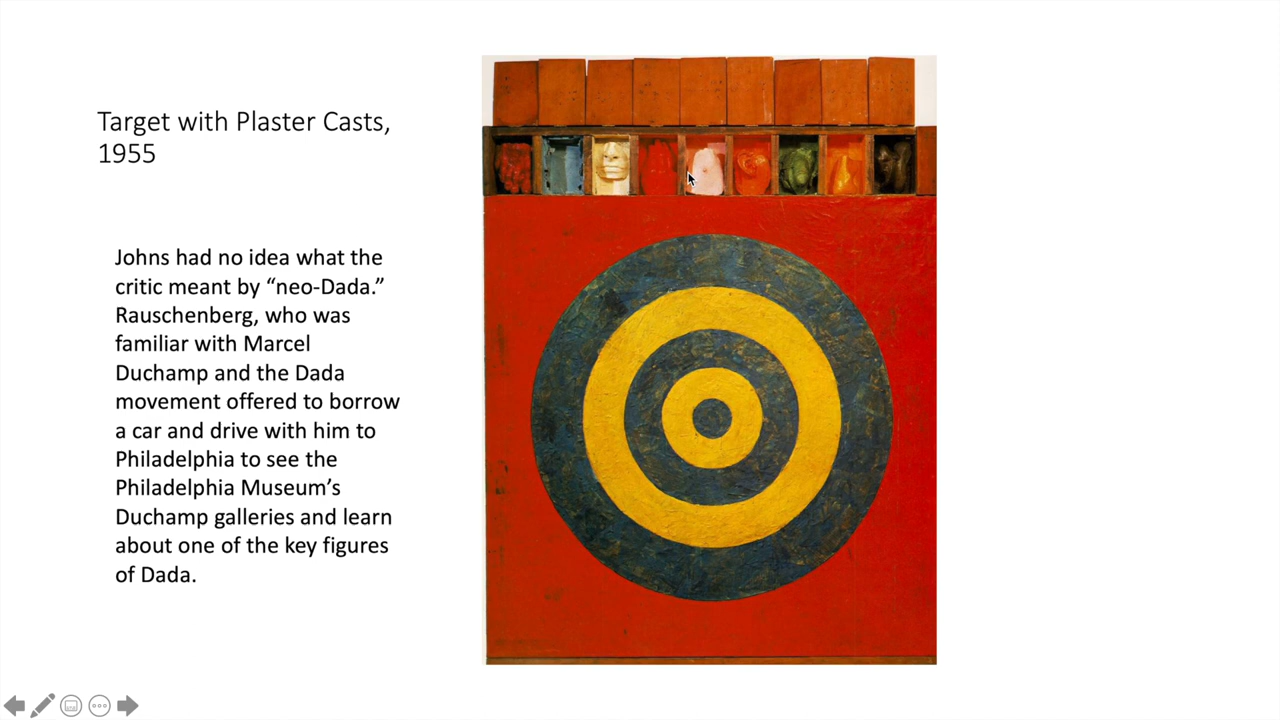 Target with Plaster Casts,
1955
Johns had no idea what the
critic meant by “neo-Dada.”
Rauschenberg, who was
familiar with Marcel
Duchamp and the Dada
movement offered to borrow
a car and drive with him to
Philadelphia to see the
Philadelphia Museum’s
Duchamp galleries and learn
about one of the key figures
of Dada.